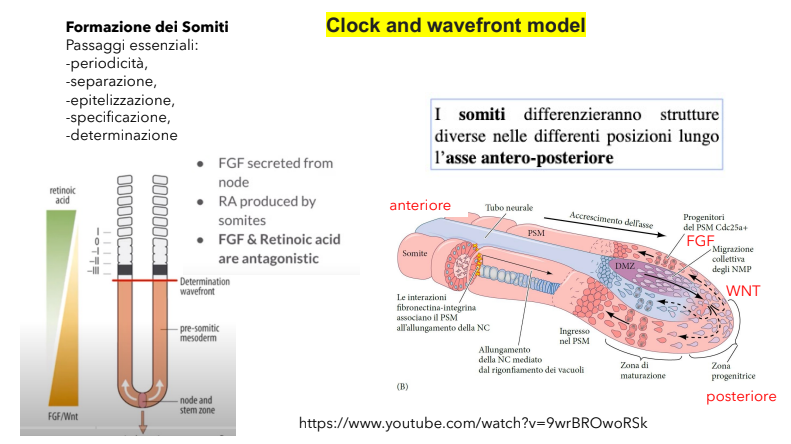 Formazione dei Somiti
Passaggi essenziali:
-periodicità,
-separazione,
-epitelizzazione,
-specificazione,
-determinazione
Clock and wavefront model
I somiti differenzieranno strutture
diverse nelle differenti posizioni lungo
l'asse antero-posteriore
● FGF secreted from
node
● RA produced by
somites
● FGF & Retinoic acid
are antagonistic
retinoic
acid
I
0
-I
-II
-III
Determination
wavefront
pre-somitic
mesoderm
node and
stem zone
FGF/Wnt
anteriore
Tubo neurale
Accrescimento dell'asse
PSM
Somite
DMZ
Progenitori
del PSM Cdc25a+
FGF
Migrazione
collettiva
degli NMP
WNT
Le interazioni
fibronectina-integrina
associano il PSM
all'allungamento della NC
Allungamento
della NC mediato
dal rigonfiamento dei vacuoli
Ingresso
nel PSM
Zona di
maturazione
Zona
progenitrice
(B)
posteriore
https://www.youtube.com/watch?v=9wrBROwoRSk